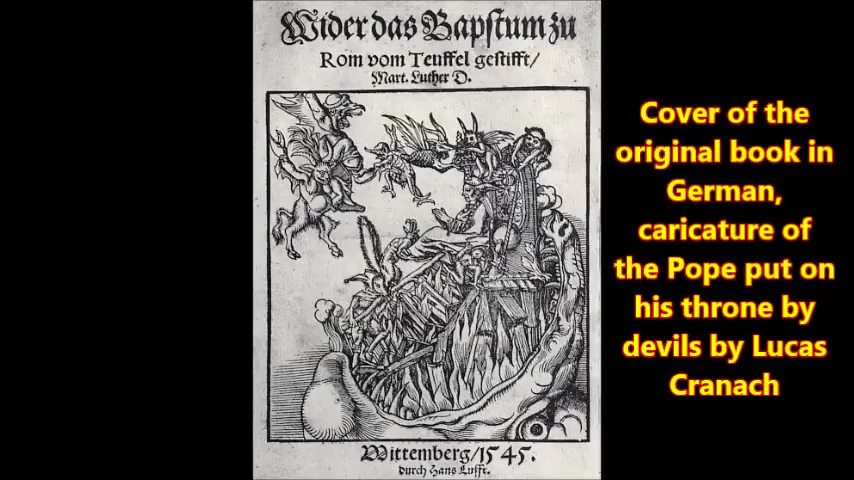 Wider das Bapstum zu
Rom vom Teuffel gestifft/
Mart. Luther D.
Wittemberg/1545.
durch Hans Lufft.
Cover of the
original book in
German,
caricature of
the Pope put on
his throne by
devils by Lucas
Cranach